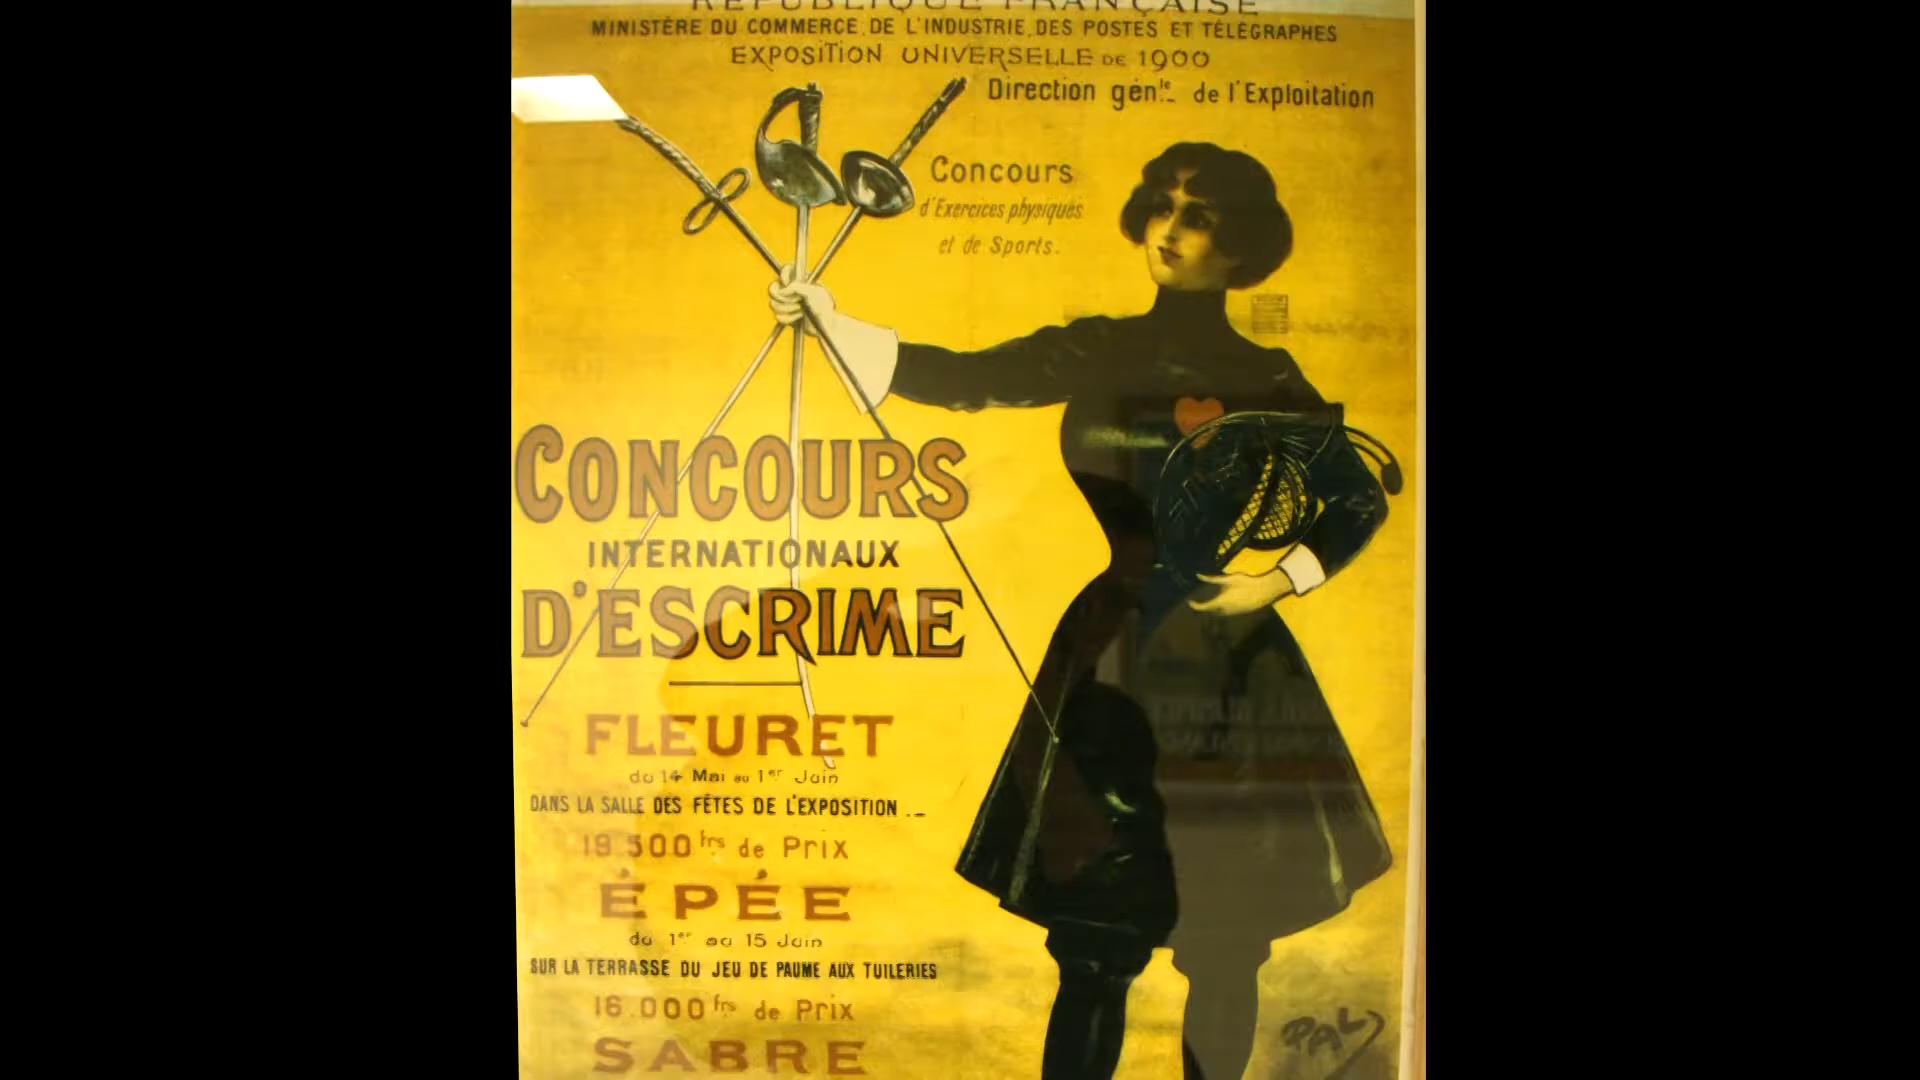 RÉPUBLIQUE FRANÇAISE
MINISTÈRE DU COMMERCE, DE L'INDUSTRIE, DES POSTES ET TÉLÉGRAPHES
EXPOSITION UNIVERSELLE DE 1900
Direction génle de l'Exploitation
Concours
d'Exercices physiques
et de Sports.
CONCOURS
INTERNATIONAUX
D'ESCRIME
FLEURET
du 14 Mai au 1er Juin
DANS LA SALLE DES FÊTES DE L'EXPOSITION.-
19.500 frs de Prix
ÉPÉE
du 1er au 15 Juin
SUR LA TERRASSE DU JEU DE PAUME AUX TUILERIES
16.000 frs de Prix
SABRE
PAL